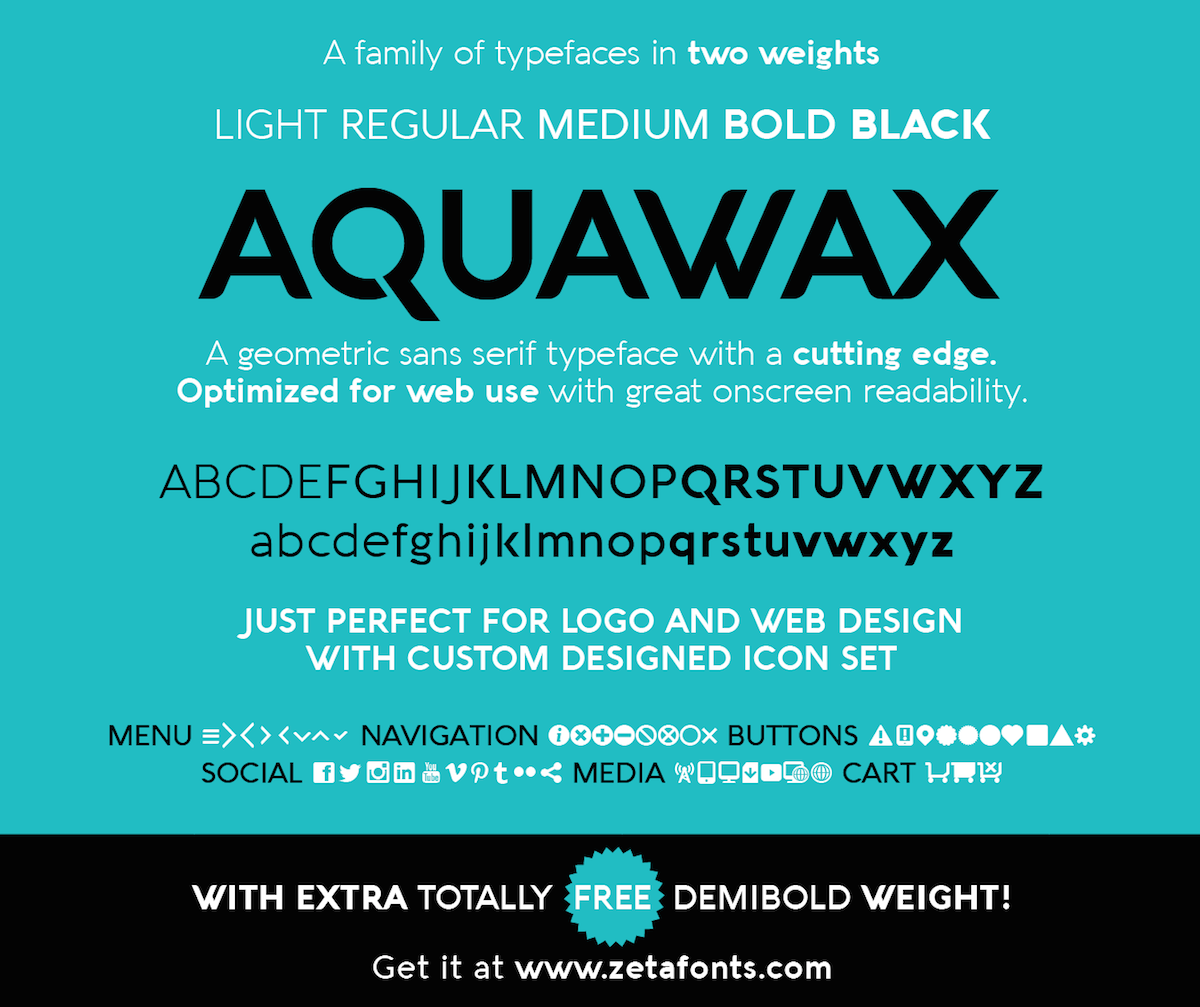 A family of typefaces in two weights
LIGHT REGULAR MEDIUM BOLD BLACK
AQUAWAX
A geometric sans serif typeface with a cutting edge.
Optimized for web use with great onscreen readability.
ABCDEFGHIJKLMNOPQRSTUVWXYZ
abcdefghijklmnopqrstuvwxyz
JUST PERFECT FOR LOGO AND WEB DESIGN
WITH CUSTOM DESIGNED ICON SET
MENU NAVIGATION BUTTONS
SOCIAL MEDIA CART
WITH EXTRA TOTALLY FREE DEMIBOLD WEIGHT!
Get it at www.zetafonts.com